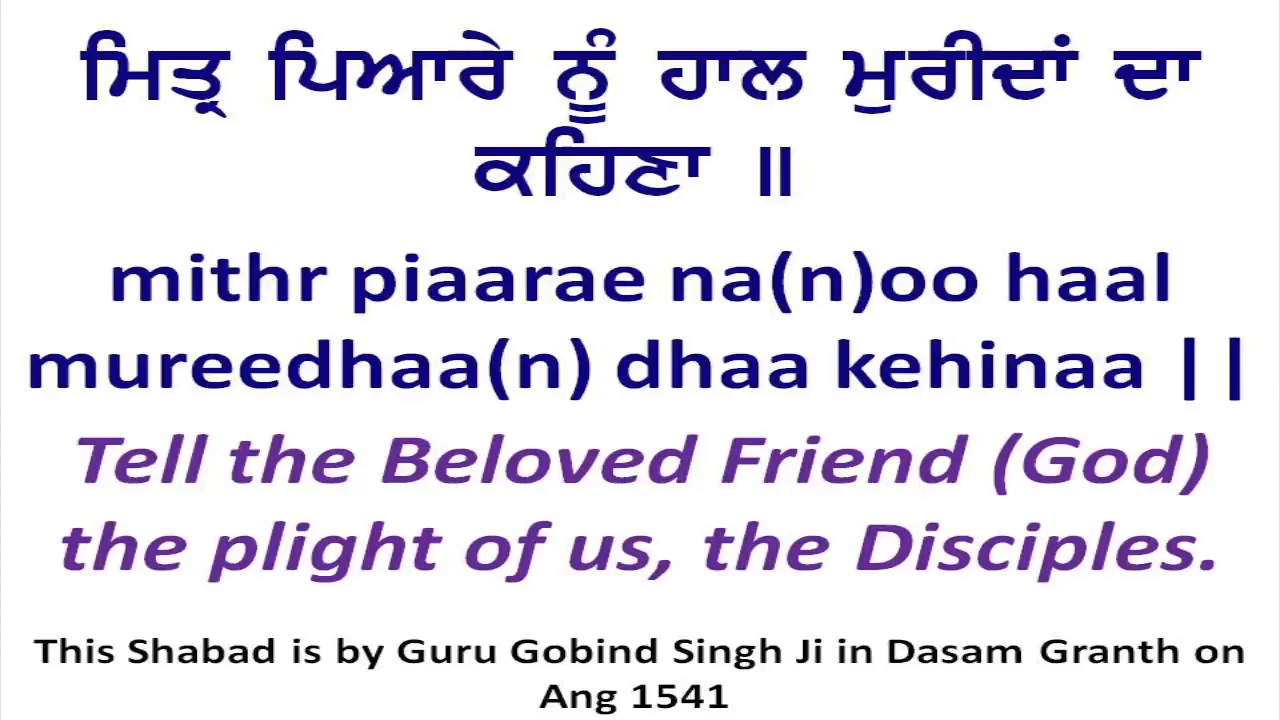 ਮਿਤ੍ਰ ਪਿਆਰੇ ਨੂੰ ਹਾਲ ਮੁਰੀਦਾਂ ਦਾ
ਕਹਿਣਾ ॥
mithr piaarae na(n)oo haal
mureedhaa(n) dhaa kehinaa ||
Tell the Beloved Friend (God)
the plight of us, the Disciples.
This Shabad is by Guru Gobind Singh Ji in Dasam Granth on
Ang 1541